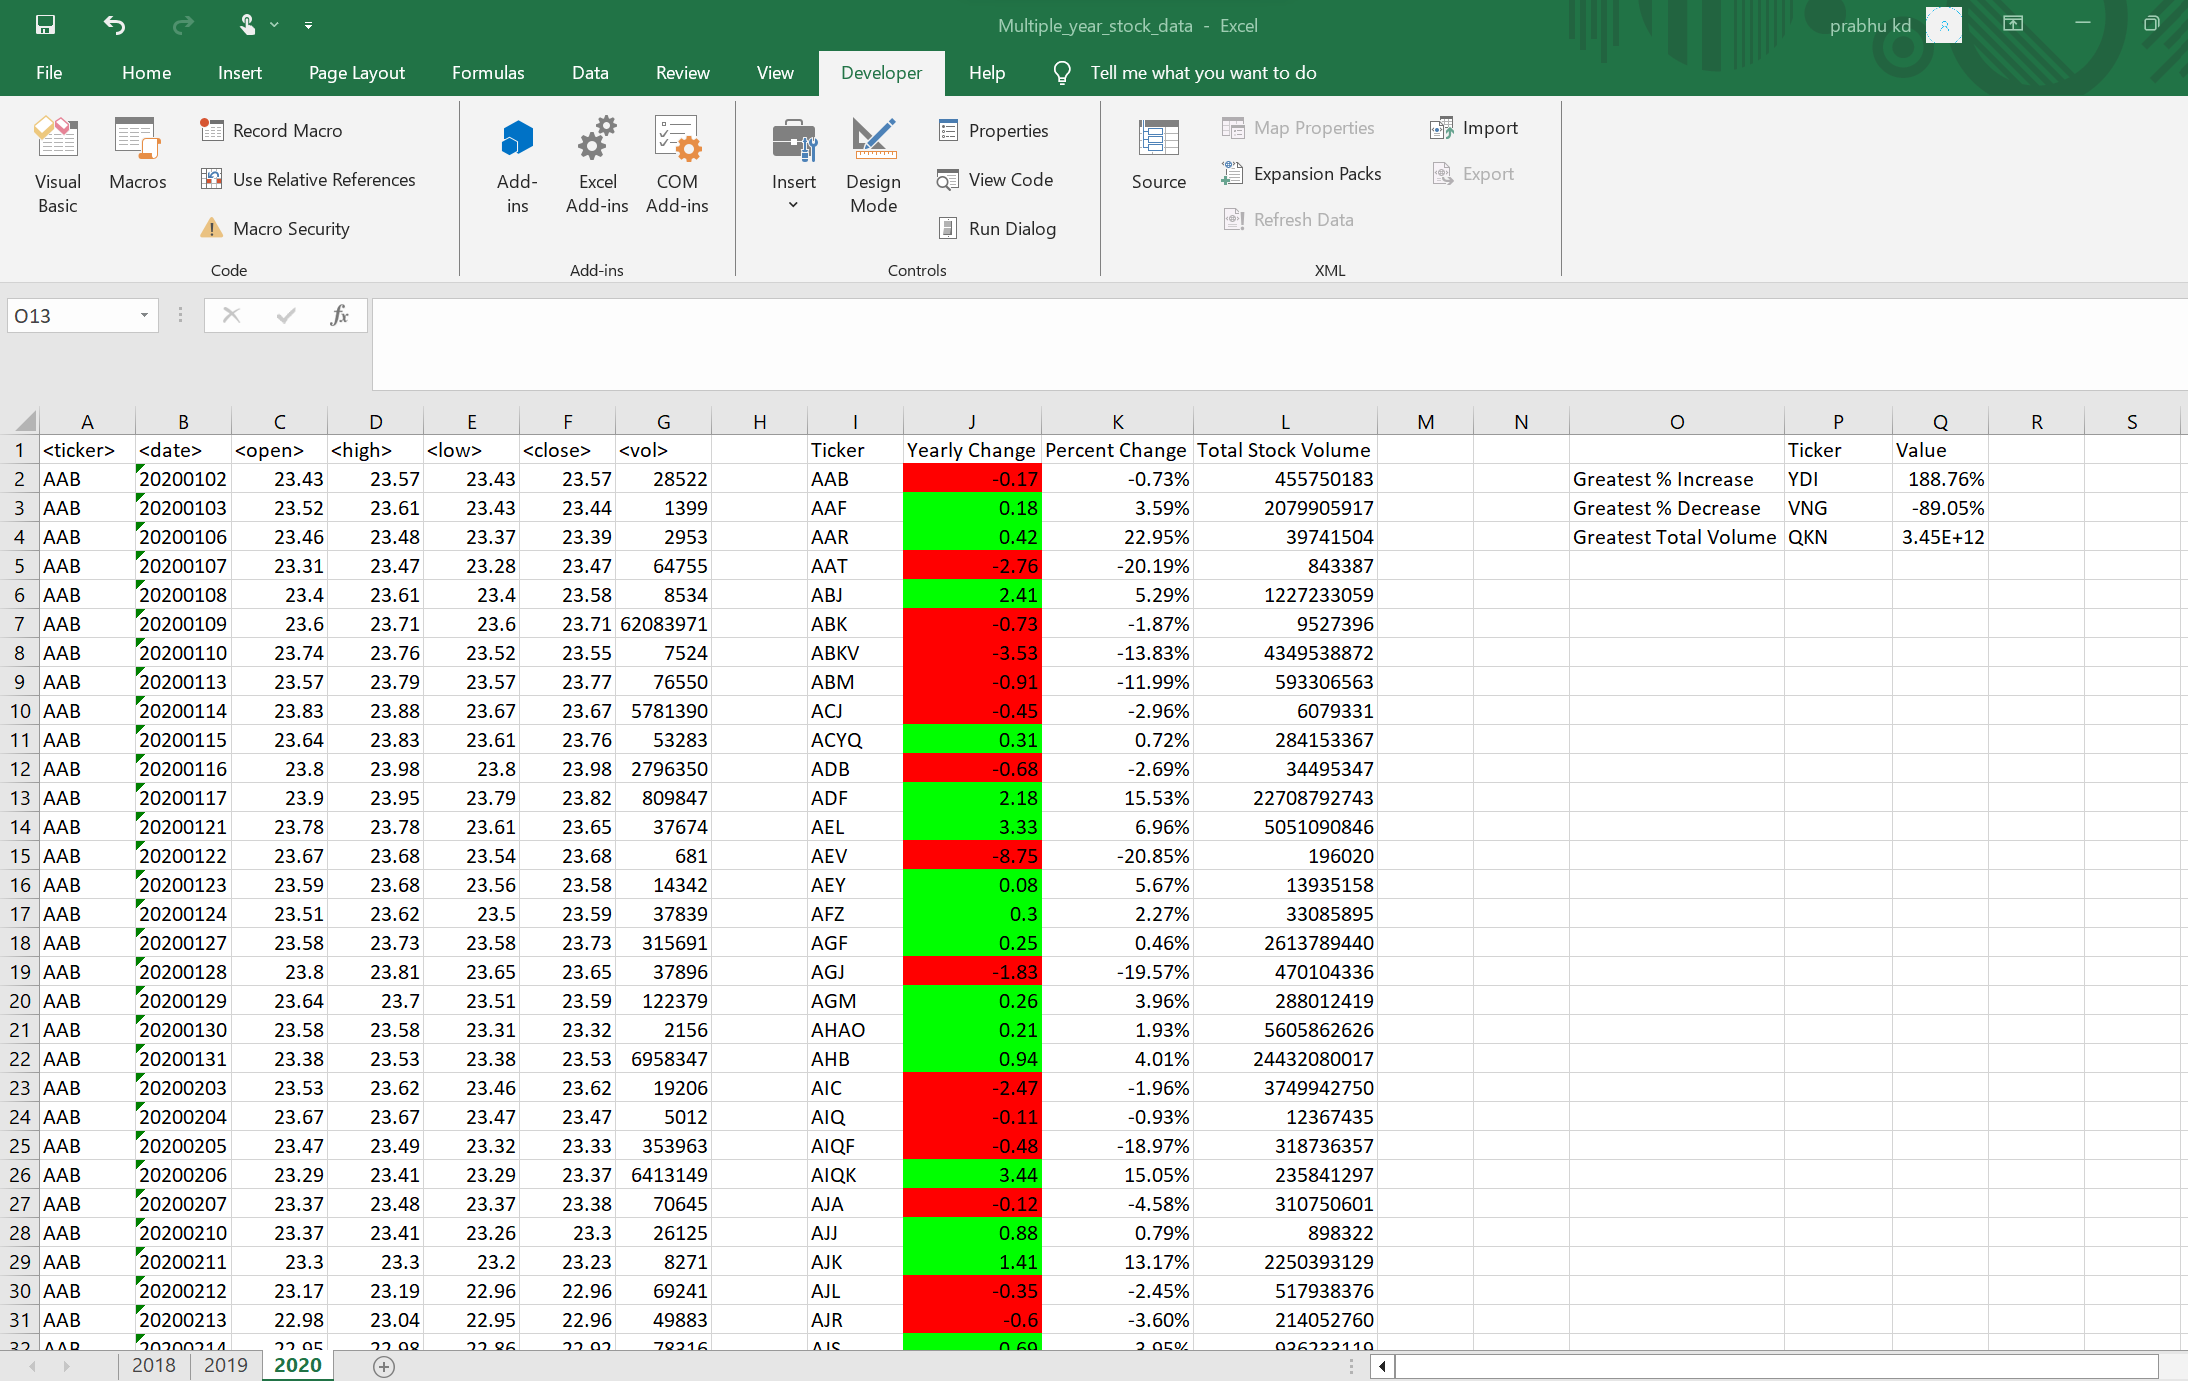 Multiple_year_stock_data - Excel
prabhu kd
File Home Insert Page Layout Formulas Data Review View Developer Help Tell me what you want to do
Visual Basic
Macros
Record Macro
Use Relative References
Macro Security
Code
Add-ins
Excel Add-ins
COM Add-ins
Add-ins
Insert
Design Mode
Properties
View Code
Run Dialog
Controls
Source
Map Properties
Expansion Packs
Refresh Data
Import
Export
XML
O13
fx
A B C D E F G H I J K L M N O P Q R S
1 <ticker> <date> <open> <high> <low> <close> <vol> Ticker Yearly Change Percent Change Total Stock Volume Ticker Value
2 AAB 20200102 23.43 23.57 23.43 23.57 28522 AAB -0.17 -0.73% 455750183 Greatest % Increase YDI 188.76%
3 AAB 20200103 23.52 23.61 23.43 23.44 1399 AAF 0.18 3.59% 2079905917 Greatest % Decrease VNG -89.05%
4 AAB 20200106 23.46 23.48 23.37 23.39 2953 AAR 0.42 22.95% 39741504 Greatest Total Volume QKN 3.45E+12
5 AAB 20200107 23.31 23.47 23.28 23.47 64755 AAT -2.76 -20.19% 843387
6 AAB 20200108 23.4 23.61 23.4 23.58 8534 ABJ 2.41 5.29% 1227233059
7 AAB 20200109 23.6 23.71 23.6 23.71 62083971 ABK -0.73 -1.87% 9527396
8 AAB 20200110 23.74 23.76 23.52 23.55 7524 ABKV -3.53 -13.83% 4349538872
9 AAB 20200113 23.57 23.79 23.57 23.77 76550 ABM -0.91 -11.99% 593306563
10 AAB 20200114 23.83 23.88 23.67 23.67 5781390 ACJ -0.45 -2.96% 6079331
11 AAB 20200115 23.64 23.83 23.61 23.76 53283 ACYQ 0.31 0.72% 284153367
12 AAB 20200116 23.8 23.98 23.8 23.98 2796350 ADB -0.68 -2.69% 34495347
13 AAB 20200117 23.9 23.95 23.79 23.82 809847 ADF 2.18 15.53% 22708792743
14 AAB 20200121 23.78 23.78 23.61 23.65 37674 AEL 3.33 6.96% 5051090846
15 AAB 20200122 23.67 23.68 23.54 23.68 681 AEV -8.75 -20.85% 196020
16 AAB 20200123 23.59 23.68 23.56 23.58 14342 AEY 0.08 5.67% 13935158
17 AAB 20200124 23.51 23.62 23.5 23.59 37839 AFZ 0.3 2.27% 33085895
18 AAB 20200127 23.58 23.73 23.58 23.73 315691 AGF 0.25 0.46% 2613789440
19 AAB 20200128 23.8 23.81 23.65 23.65 37896 AGJ -1.83 -19.57% 470104336
20 AAB 20200129 23.64 23.7 23.51 23.59 122379 AGM 0.26 3.96% 288012419
21 AAB 20200130 23.58 23.58 23.31 23.32 2156 AHAO 0.21 1.93% 5605862626
22 AAB 20200131 23.38 23.53 23.38 23.53 6958347 AHB 0.94 4.01% 24432080017
23 AAB 20200203 23.53 23.62 23.46 23.62 19206 AIC -2.47 -1.96% 3749942750
24 AAB 20200204 23.67 23.67 23.47 23.47 5012 AIQ -0.11 -0.93% 12367435
25 AAB 20200205 23.47 23.49 23.32 23.33 353963 AIQF -0.48 -18.97% 318736357
26 AAB 20200206 23.29 23.41 23.29 23.37 6413149 AIQK 3.44 15.05% 235841297
27 AAB 20200207 23.37 23.48 23.37 23.38 70645 AJA -0.12 -4.58% 310750601
28 AAB 20200210 23.37 23.41 23.26 23.3 26125 AJJ 0.88 0.79% 898322
29 AAB 20200211 23.3 23.3 23.2 23.23 8271 AJK 1.41 13.17% 2250393129
30 AAB 20200212 23.17 23.19 22.96 22.96 69241 AJL -0.35 -2.45% 517938376
31 AAB 20200213 22.98 23.04 22.95 22.96 49883 AJR -0.6 -3.60% 214052760
32 AAB 20200214 22.95 22.98 22.86 22.92 78316 AJS 0.69 3.95% 936233119
2018 2019 2020